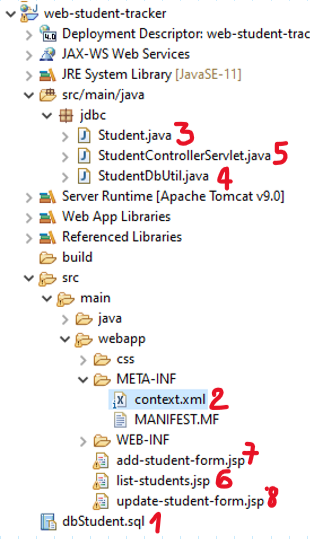 web-student-tracker
Deployment Descriptor: web-student-trac
JAX-WS Web Services
JRE System Library [JavaSE-11]
src/main/java
jdbc
Student.java 3
StudentControllerServlet.java 5
StudentDbUtil.java 4
Server Runtime [Apache Tomcat v9.0]
Web App Libraries
Referenced Libraries
build
src
main
java
webapp
css
META-INF
context.xml 2
MANIFEST.MF
WEB-INF
add-student-form.jsp 7
list-students.jsp 6
update-student-form.jsp 8
dbStudent.sql 1